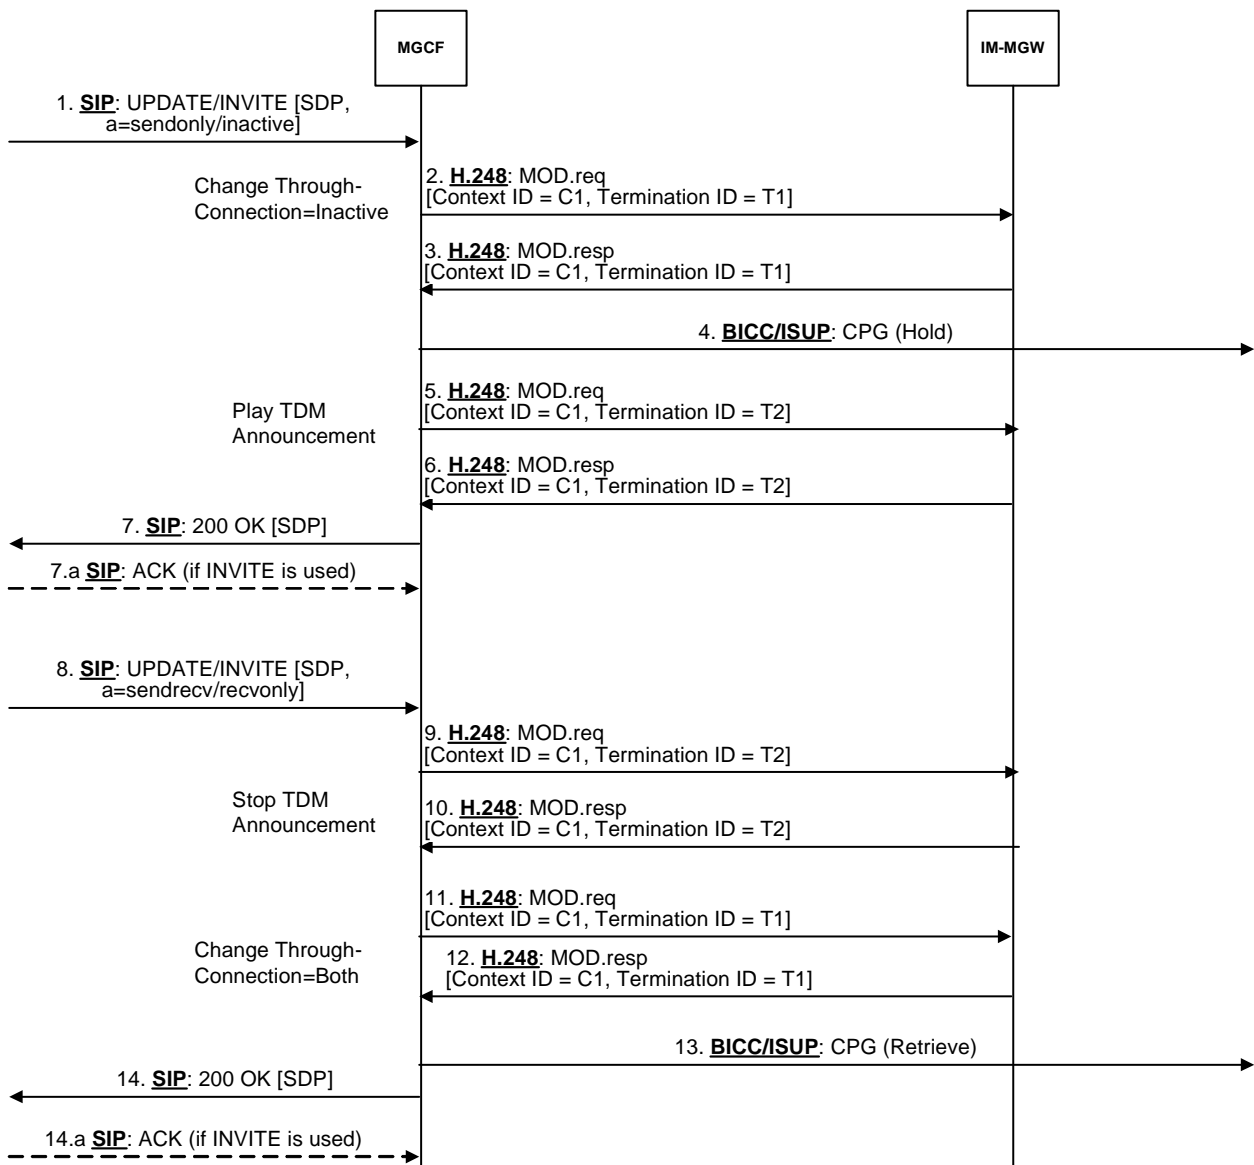 MGCF
IM-MGW
1. SIP: UPDATE/INVITE [SDP,
a=sendonly/inactive]
Change Through-
Connection=Inactive
2. H.248: MOD.req
[Context ID = C1, Termination ID = T1]
3. H.248: MOD.resp
[Context ID = C1, Termination ID = T1]
4. BICC/ISUP: CPG (Hold)
Play TDM
Announcement
5. H.248: MOD.req
[Context ID = C1, Termination ID = T2]
6. H.248: MOD.resp
[Context ID = C1, Termination ID = T2]
7. SIP: 200 OK [SDP]
7.a SIP: ACK (if INVITE is used)
8. SIP: UPDATE/INVITE [SDP,
a=sendrecv/recvonly]
9. H.248: MOD.req
[Context ID = C1, Termination ID = T2]
Stop TDM
Announcement
10. H.248: MOD.resp
[Context ID = C1, Termination ID = T2]
11. H.248: MOD.req
[Context ID = C1, Termination ID = T1]
Change Through-
Connection=Both
12. H.248: MOD.resp
[Context ID = C1, Termination ID = T1]
13. BICC/ISUP: CPG (Retrieve)
14. SIP: 200 OK [SDP]
14.a SIP: ACK (if INVITE is used)